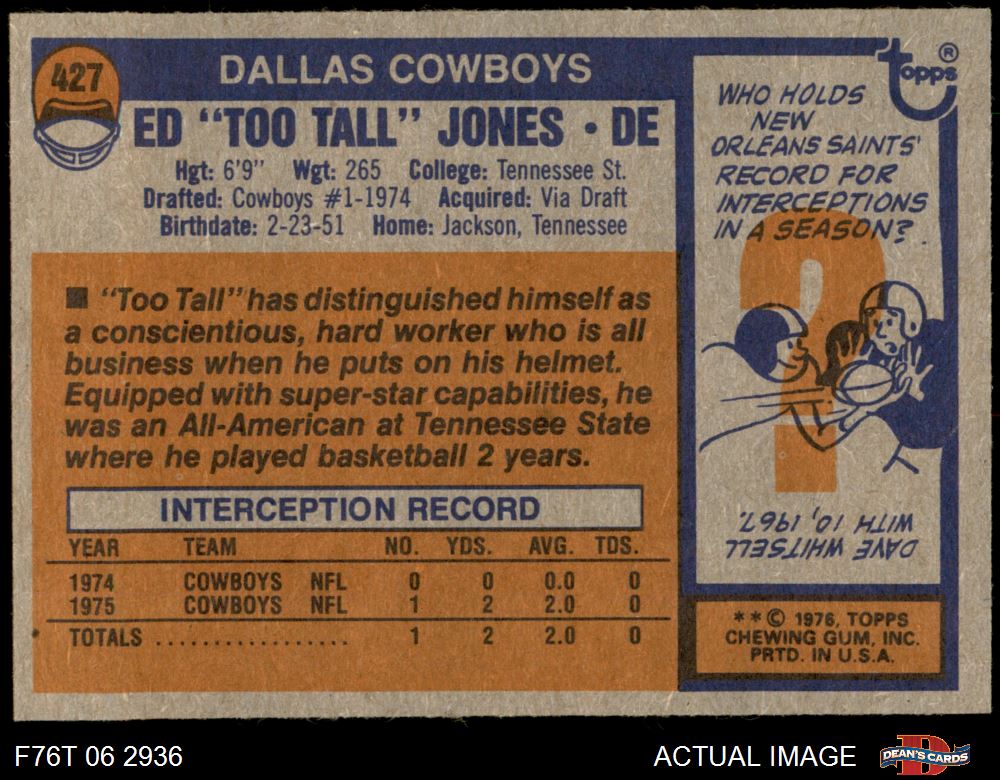 427
DALLAS COWBOYS
ED “TOO TALL” JONES • DE
Hgt: 6'9" Wgt: 265 College: Tennessee St.
Drafted: Cowboys #1-1974 Acquired: Via Draft
Birthdate: 2-23-51 Home: Jackson, Tennessee
■ “Too Tall” has distinguished himself as
a conscientious, hard worker who is all
business when he puts on his helmet.
Equipped with super-star capabilities, he
was an All-American at Tennessee State
where he played basketball 2 years.
INTERCEPTION RECORD
YEAR TEAM NO. YDS. AVG. TDS.
1974 COWBOYS NFL 0 0 0.0 0
1975 COWBOYS NFL 1 2 2.0 0
TOTALS .................. 1 2 2.0 0
Topps ®
WHO HOLDS
NEW
ORLEANS SAINTS'
RECORD FOR
INTERCEPTIONS
IN A SEASON?
?
DAVE WHITSELL
WITH 10, 1967.
**© 1976, TOPPS
CHEWING GUM, INC.
PRTD. IN U.S.A.
F76T 06 2936
ACTUAL IMAGE
DEAN'S CARDS